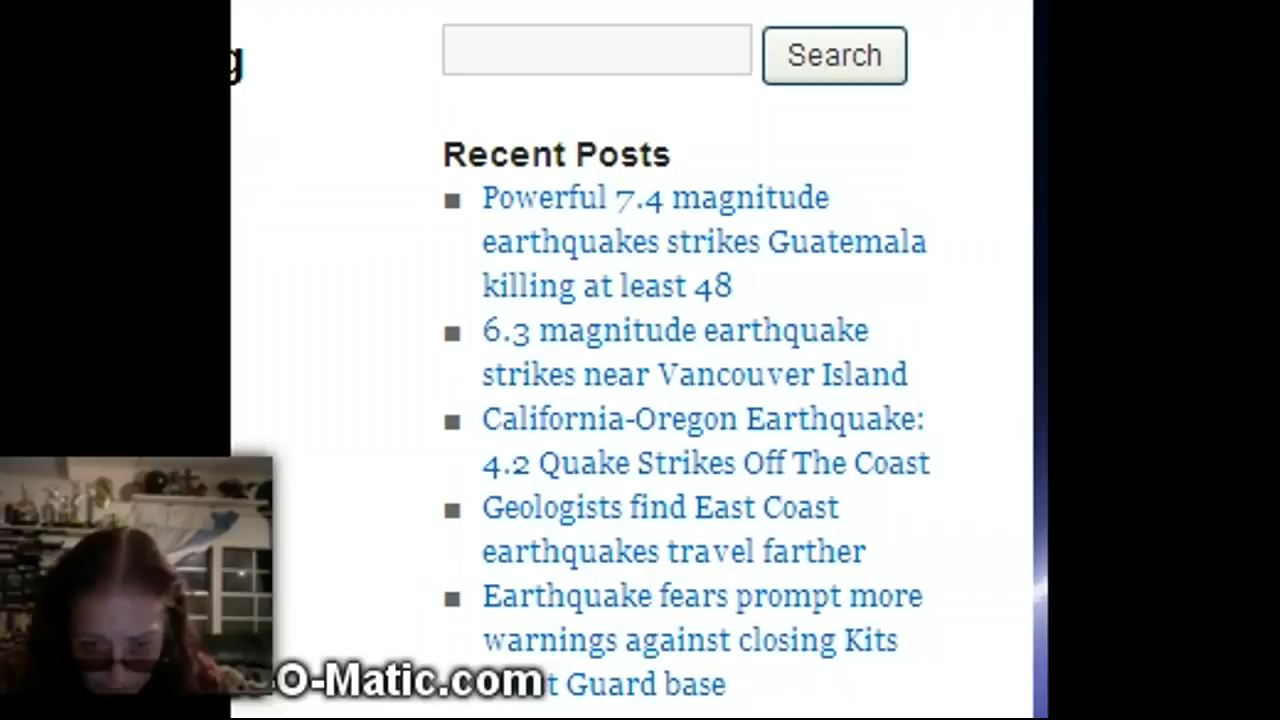 g
Search
Recent Posts
Powerful 7.4 magnitude
earthquakes strikes Guatemala
killing at least 48
6.3 magnitude earthquake
strikes near Vancouver Island
California-Oregon Earthquake:
4.2 Quake Strikes Off The Coast
Geologists find East Coast
earthquakes travel farther
Earthquake fears prompt more
warnings against closing Kits
t Guard base
-O-Matic.com